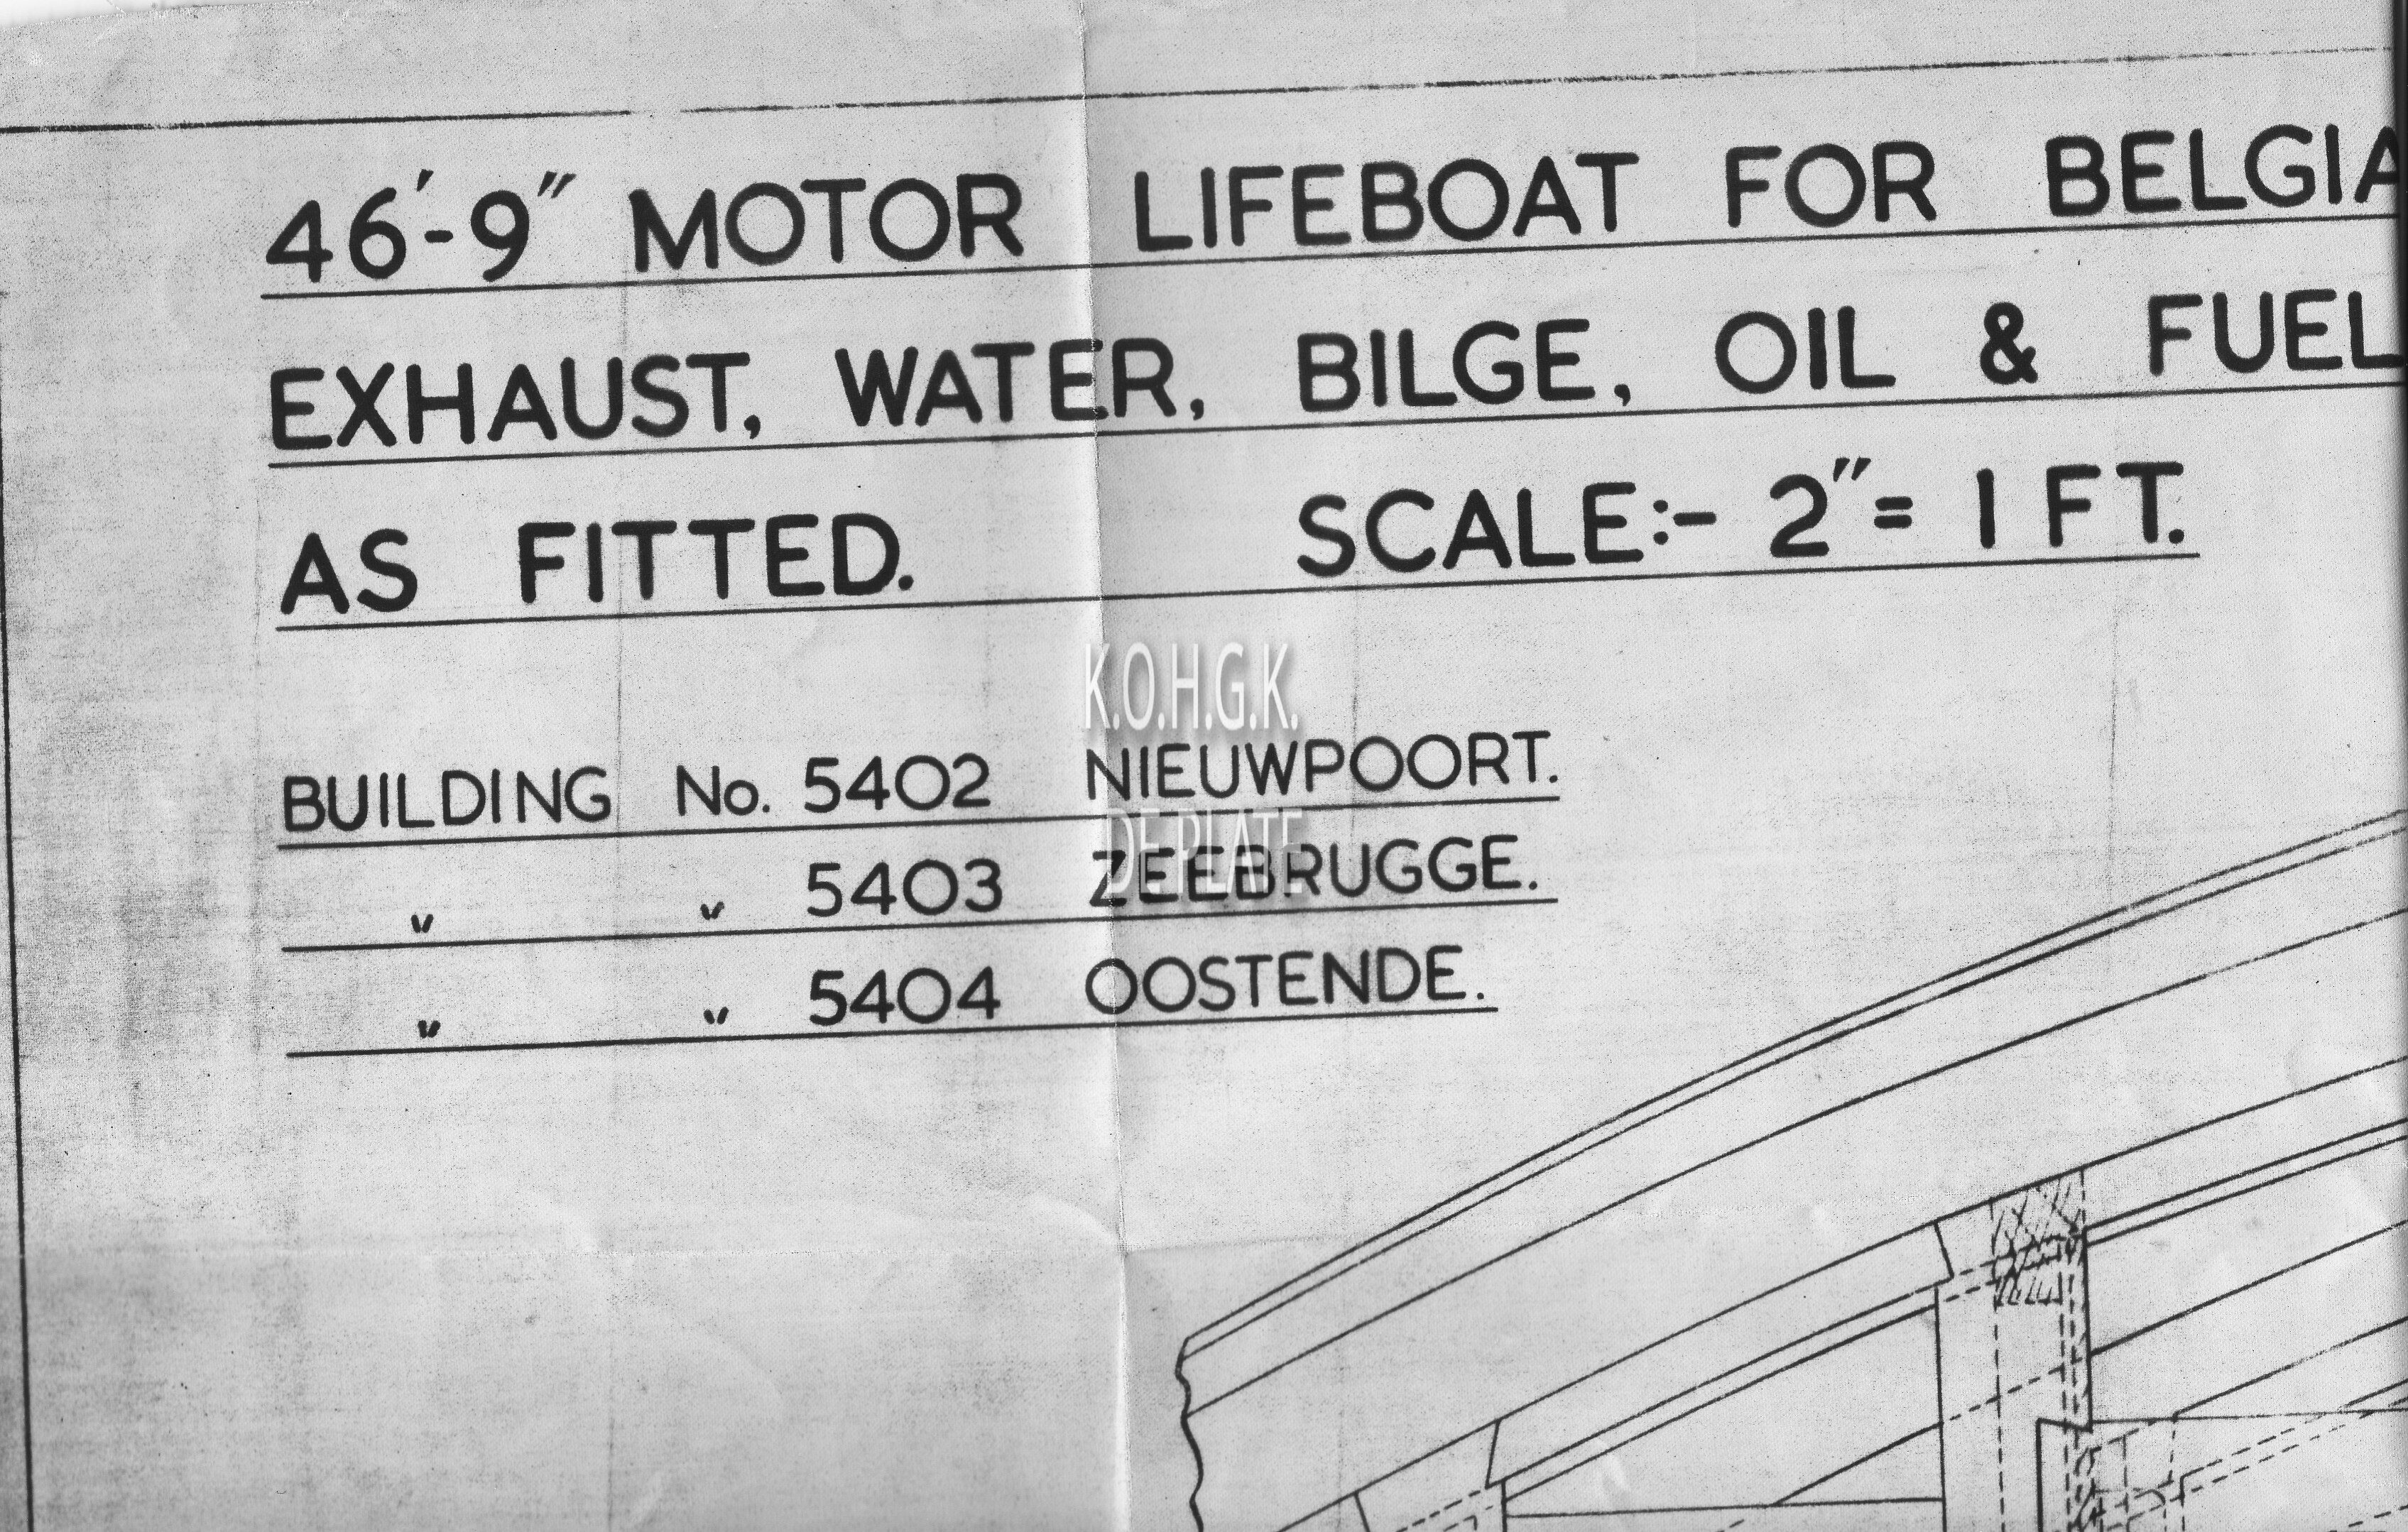 46'-9" MOTOR LIFEBOAT FOR BELGIA
EXHAUST, WATER, BILGE, OIL & FUEL
AS FITTED. SCALE:- 2" = 1 FT.
K.O.H.G.K.
BUILDING No. 5402 NIEUWPOORT.
DE PLATE
" " 5403 ZEEBRUGGE.
" " 5404 OOSTENDE.